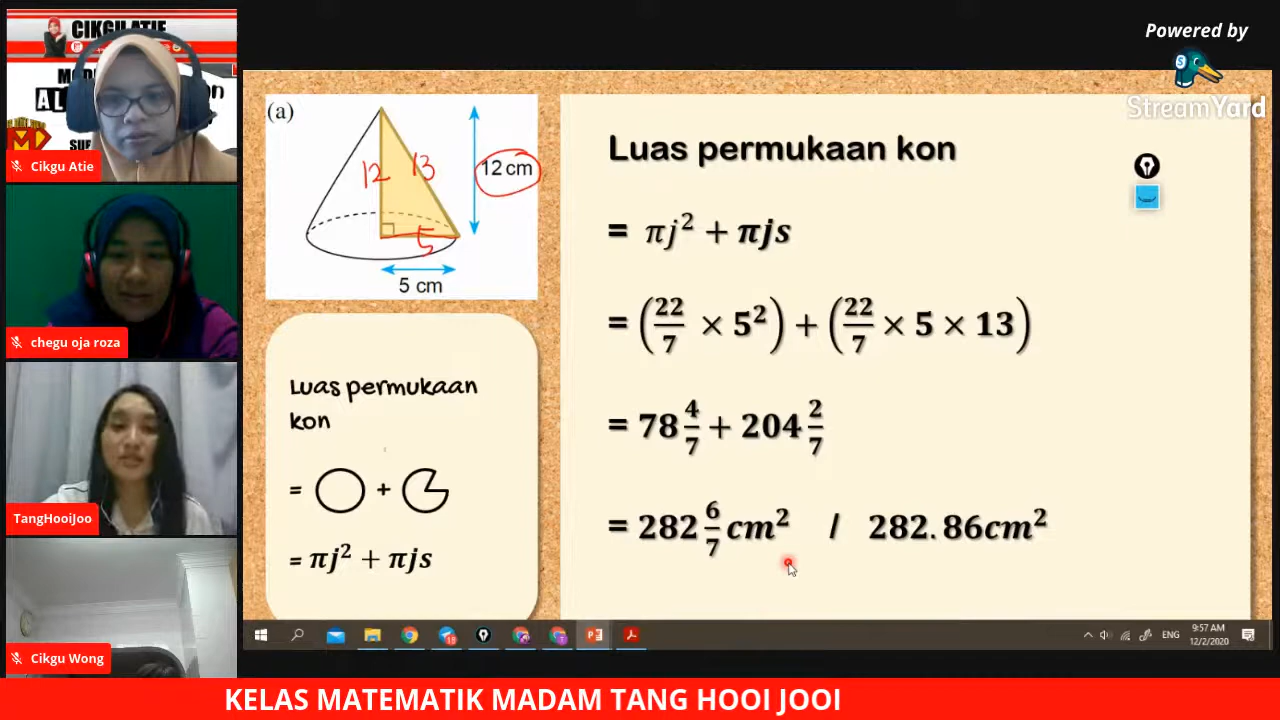 CIKGU ATIE
Cikgu Atie
chegu oja roza
TangHooiJoo
Cikgu Wong
Powered by
S
StreamYard
(a)
12
13
12 cm
5
5 cm
Luas permukaan
kon
= ○ + 
= πj² + πjs
Luas permukaan kon
= πj² + πjs
= (22/7 × 5²) + (22/7 × 5 × 13)
= 78 4/7 + 204 2/7
= 282 6/7 cm² / 282.86cm²
ENG
9:57 AM
12/2/2020
KELAS MATEMATIK MADAM TANG HOOI JOOI